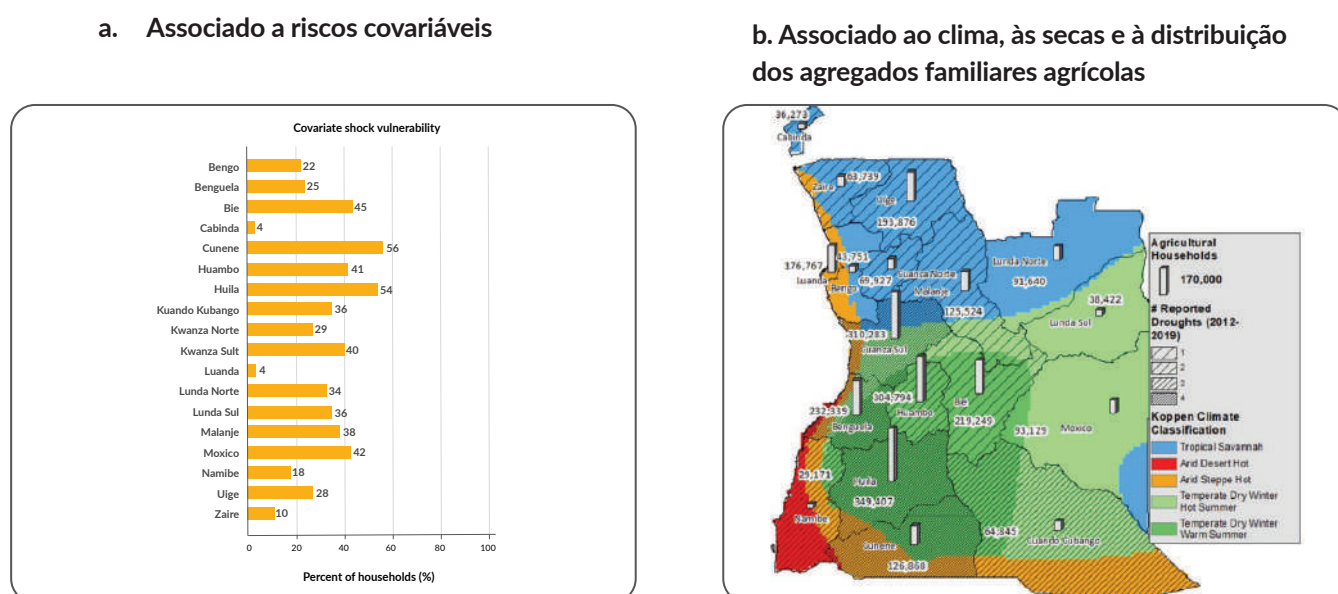 a. Associado a riscos covariáveis
Covariate shock vulnerability
Bengo 22
Benguela 25
Bie 45
Cabinda 4
Cunene 56
Huambo 41
Huila 54
Kuando Kubango 36
Kwanza Norte 29
Kwanza Sult 40
Luanda 4
Lunda Norte 34
Lunda Sul 36
Malanje 38
Moxico 42
Namibe 18
Uige 28
Zaire 10
0 20 40 60 80 100
Percent of households (%)
b. Associado ao clima, às secas e à distribuição
dos agregados familiares agrícolas
36,273
Cabinda
Zaire
63,739
Uige
193,876
176,767
Luanda
43,751
Bengo
69,927
Cuanza Norte
Malanje
125,524
Lunda Norte
91,640
38,422
Lunda Sul
310,283
Cuanza Sul
232,339
Benguela
304,794
Huambo
Bie
219,249
93,129
Moxico
29,171
Huila
349,407
Namibe
Cunene
126,868
64,845
Cuando Cubango
Agricultural
Households
170,000
# Reported
Droughts (2012-
2019)
1
2
3
4
Koppen Climate
Classification
Tropical Savannah
Arid Desert Hot
Arid Steppe Hot
Temperate Dry Winter
Hot Summer
Temperate Dry Winter
Warm Summer